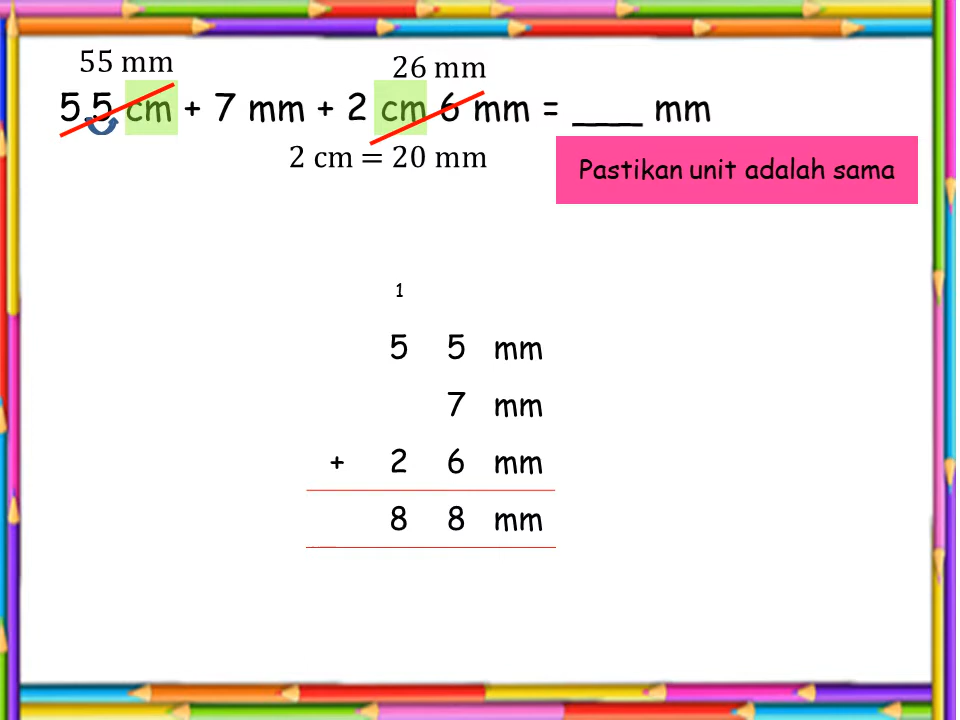 55 mm
26 mm
5.5 cm + 7 mm + 2 cm 6 mm = ___ mm
2 cm = 20 mm
Pastikan unit adalah sama
1
5 5 mm
7 mm
+ 2 6 mm
8 8 mm